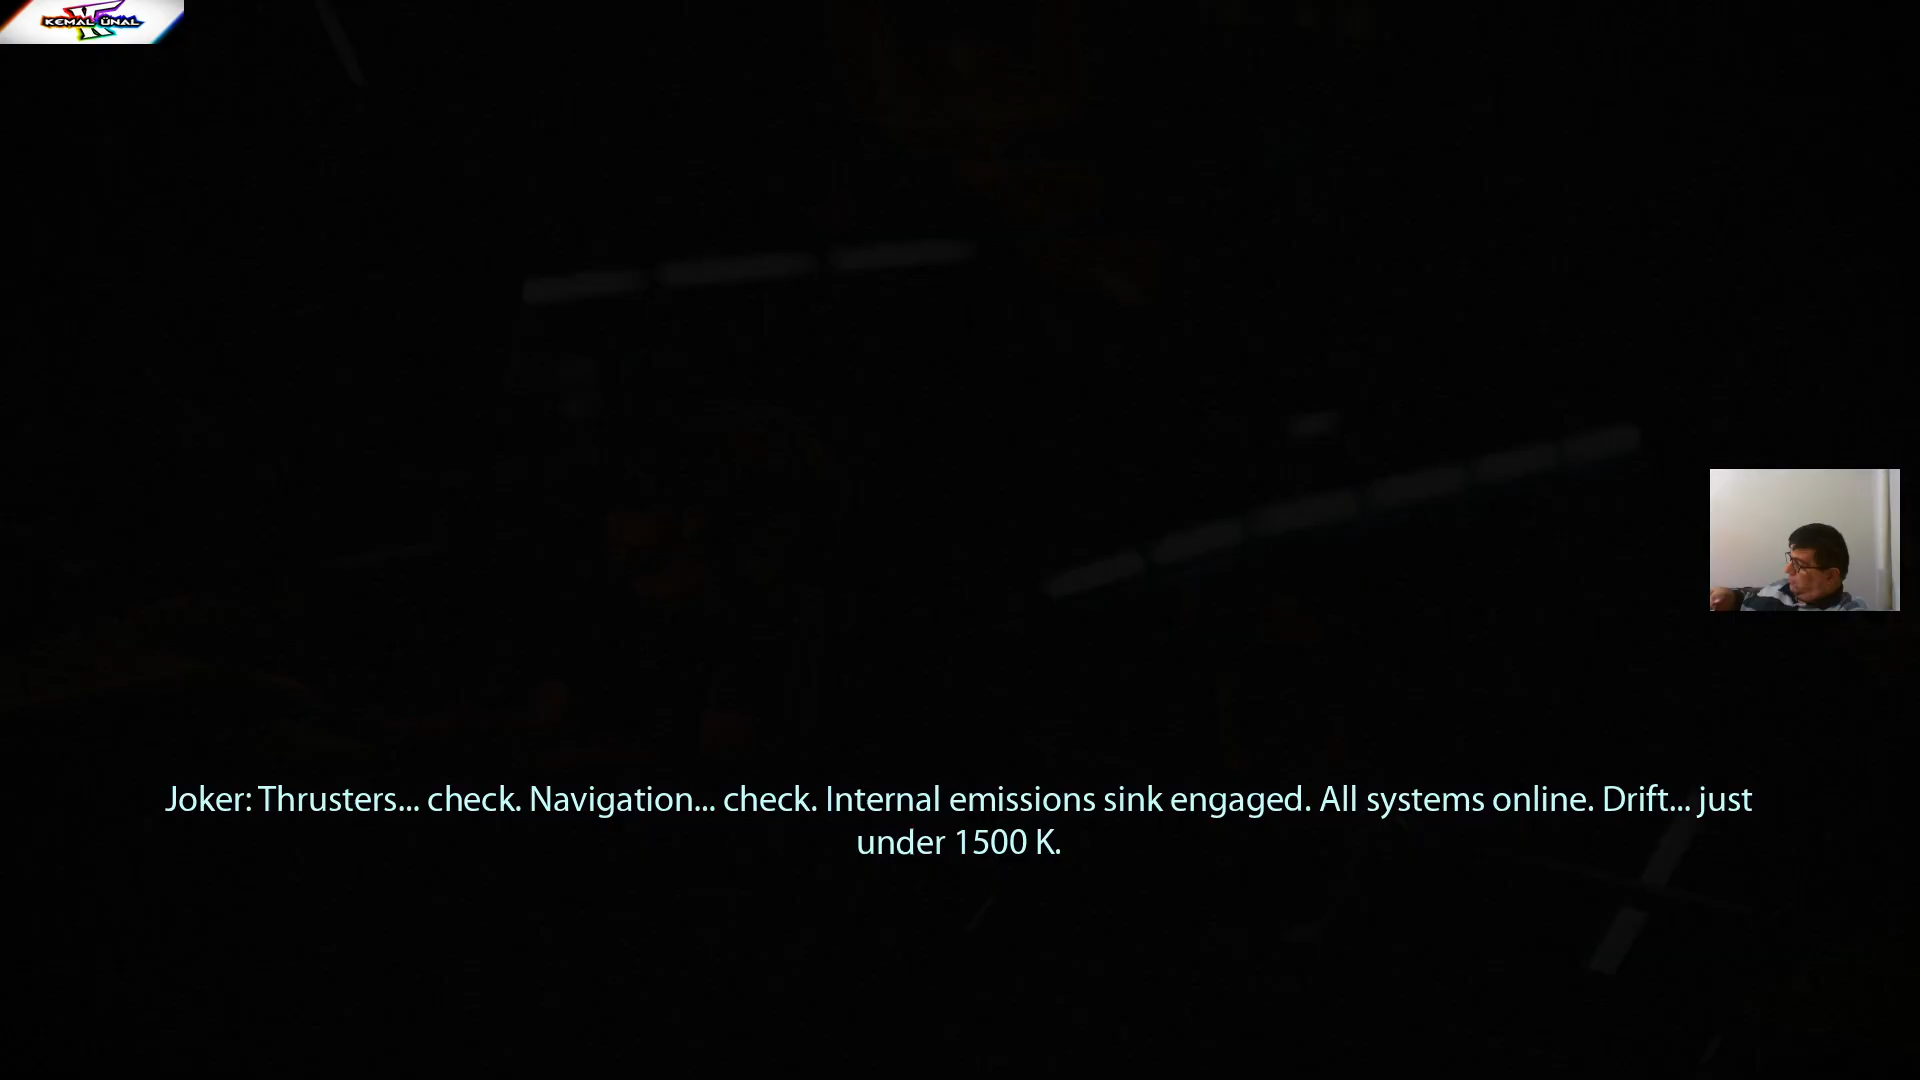 KEMAL ÜNAL
Joker: Thrusters... check. Navigation... check. Internal emissions sink engaged. All systems online. Drift... just
under 1500 K.